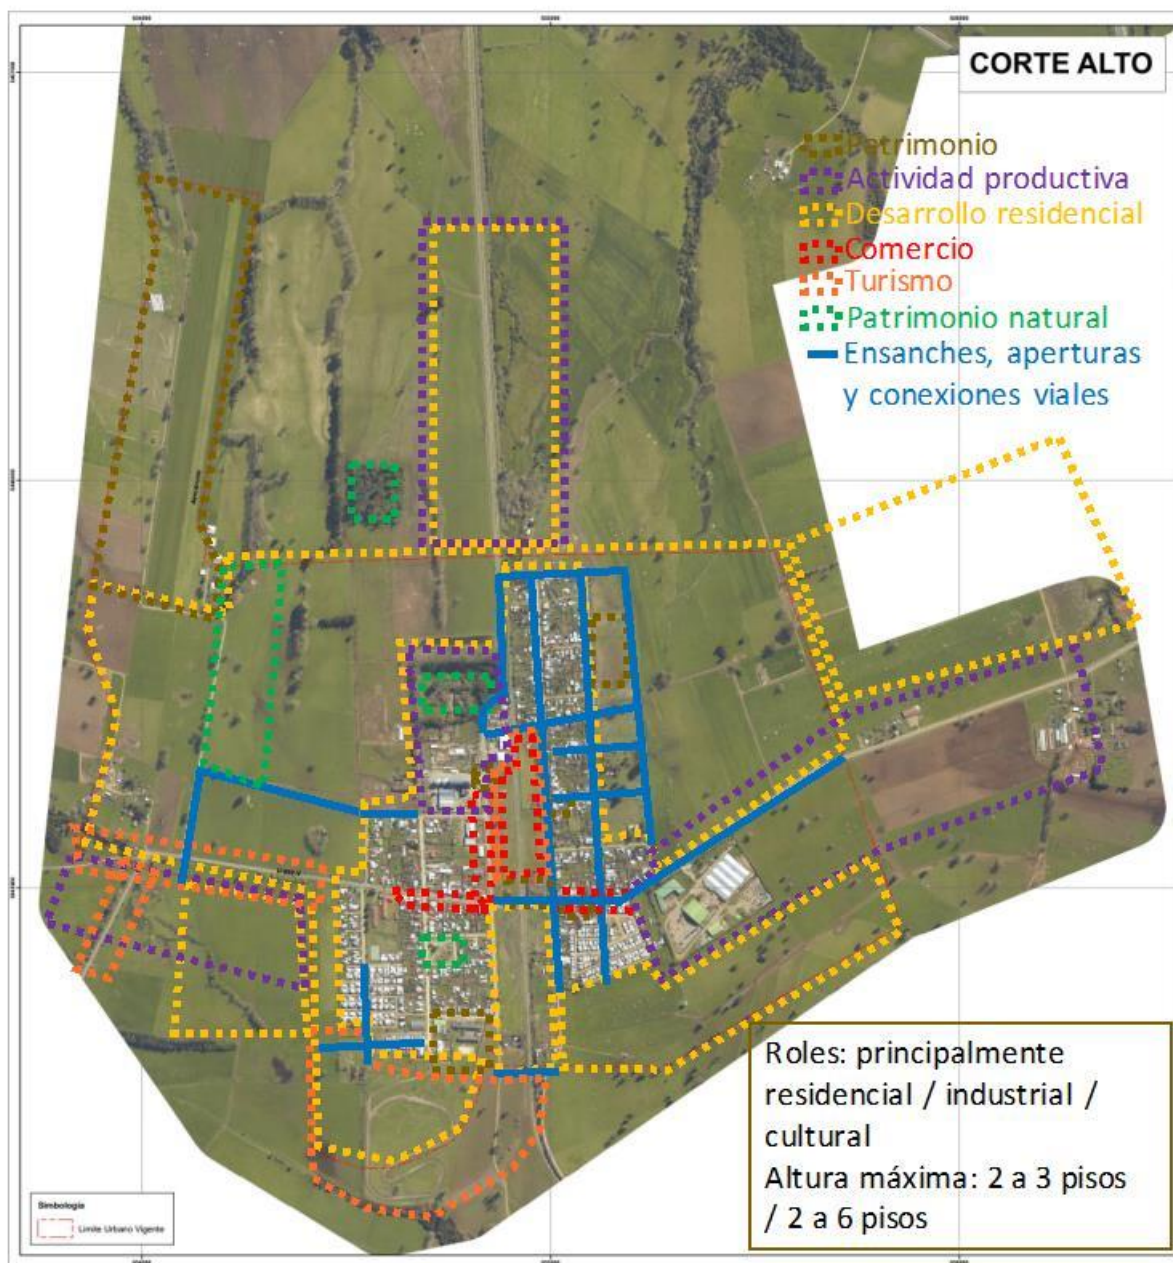 CORTE ALTO
Patrimonio
Actividad productiva
Desarrollo residencial
Comercio
Turismo
Patrimonio natural
Ensanches, aperturas
y conexiones viales
Roles: principalmente
residencial / industrial /
cultural
Altura máxima: 2 a 3 pisos
/ 2 a 6 pisos
Simbología
Limite Urbano Vigente